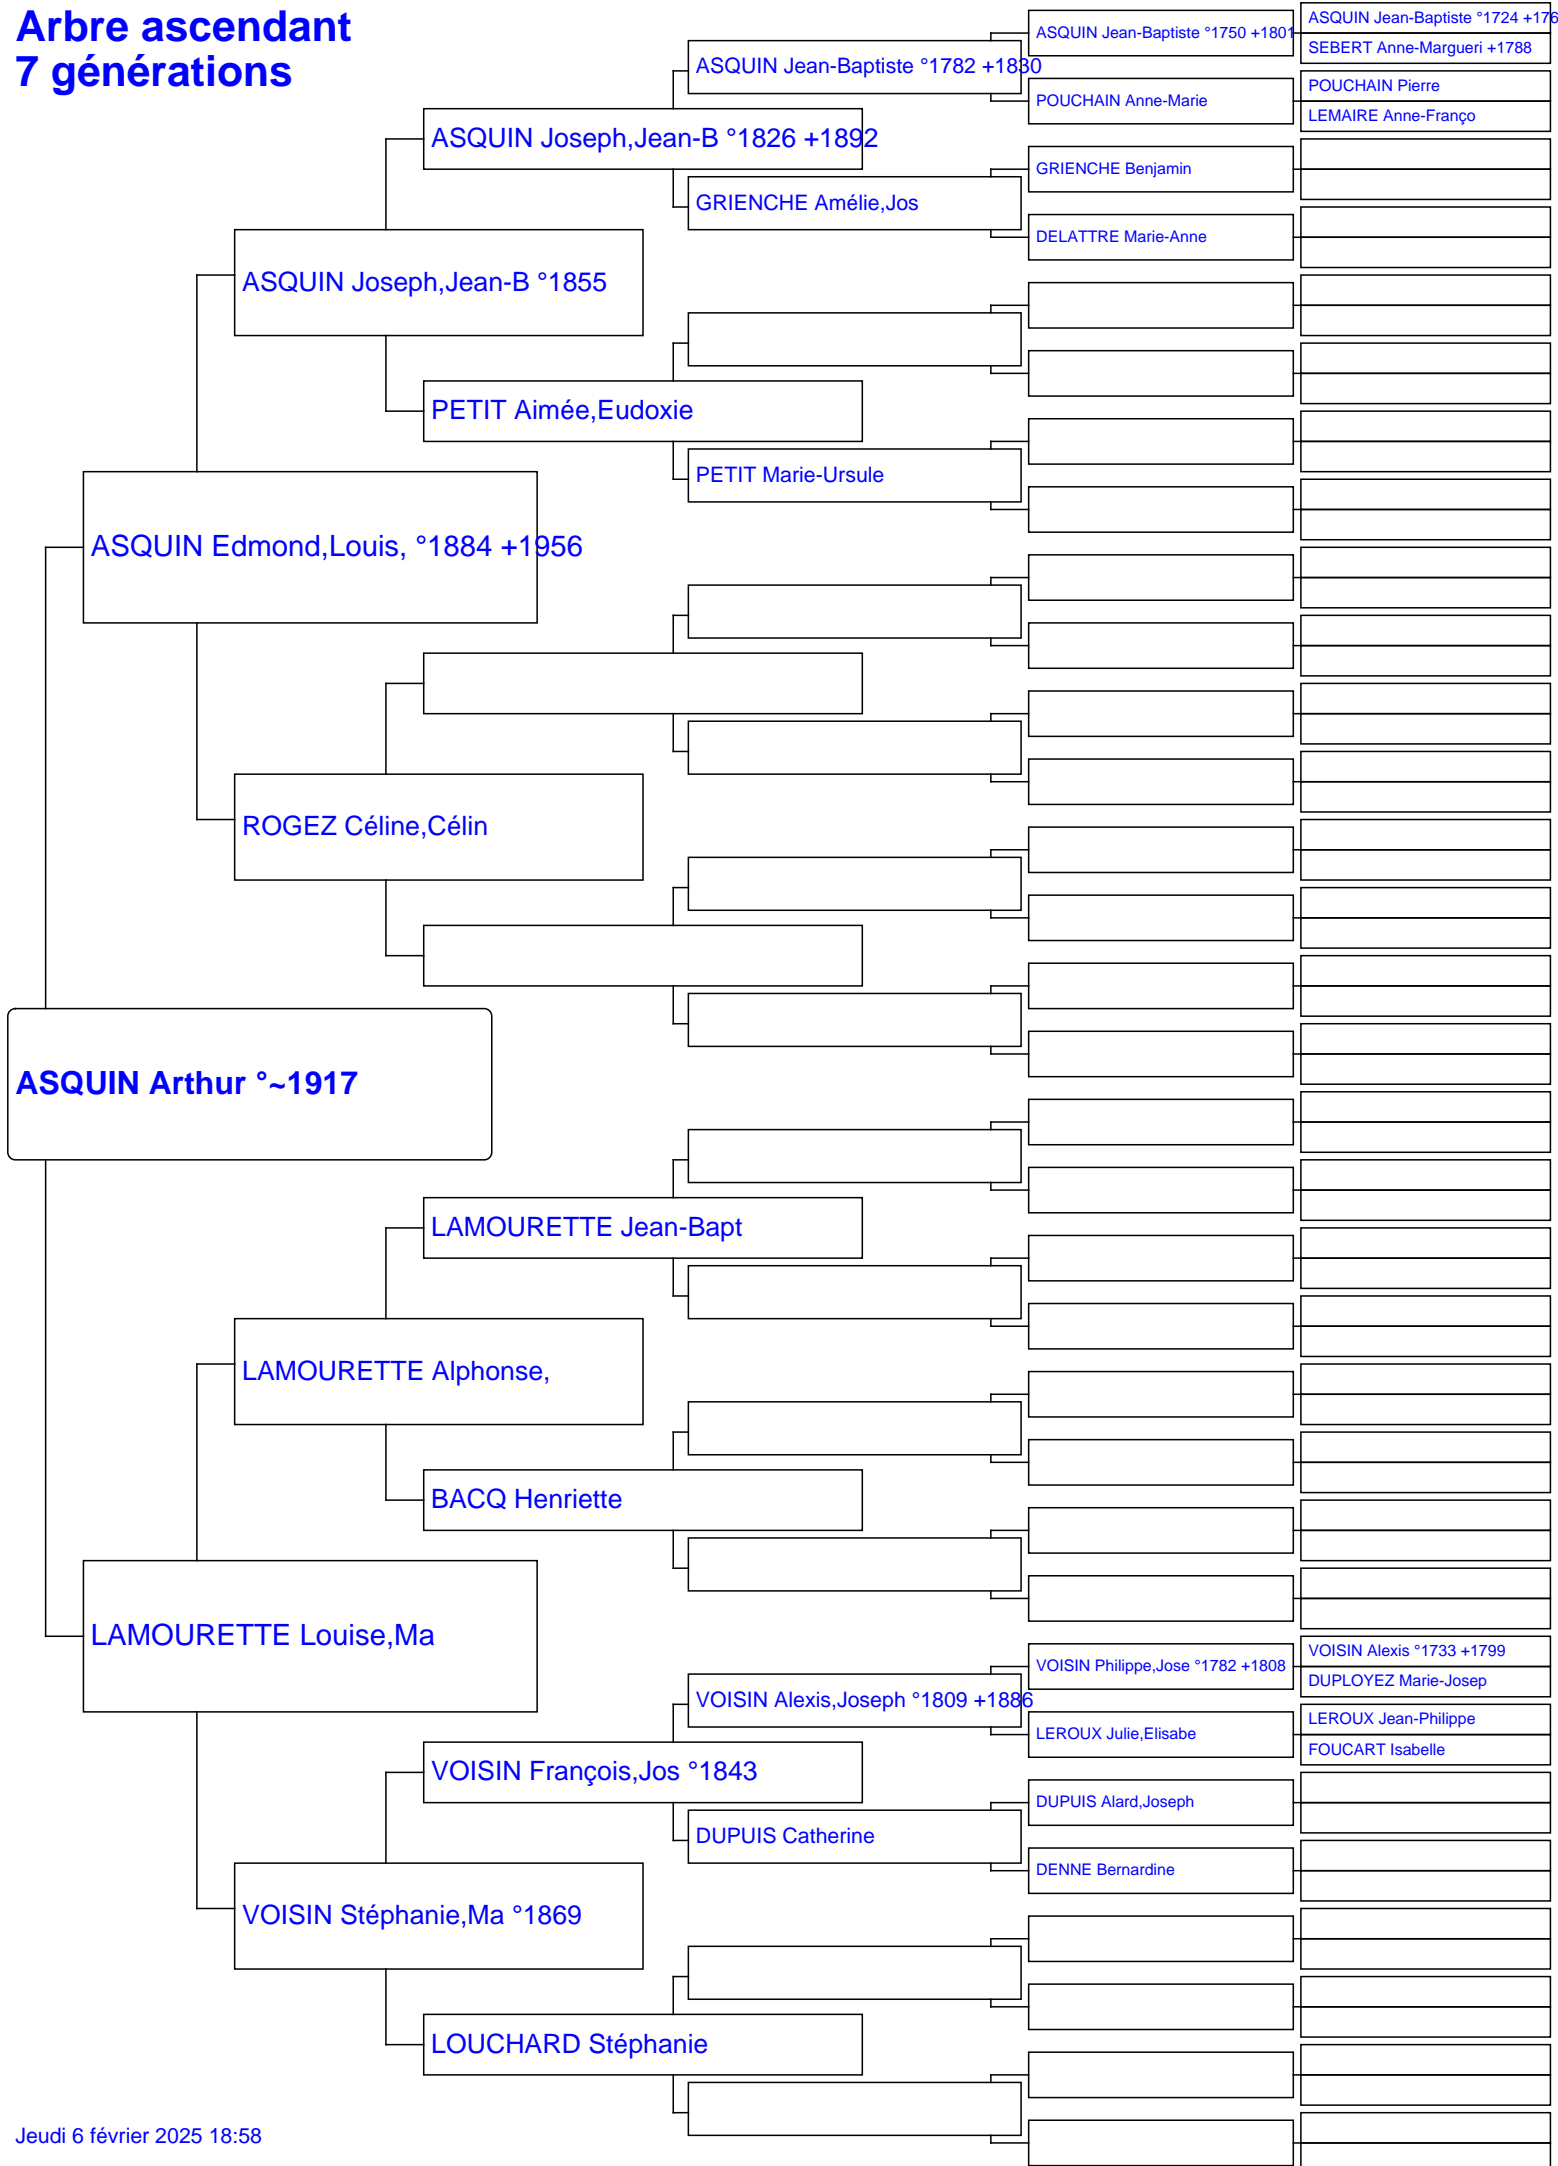 Arbre ascendant
7 générations
ASQUIN Jean-Baptiste °1724 +176
SEBERT Anne-Margueri +1788
ASQUIN Jean-Baptiste °1750 +1801
ASQUIN Jean-Baptiste °1782 +1830
POUCHAIN Pierre
LEMAIRE Anne-Franço
POUCHAIN Anne-Marie
ASQUIN Joseph,Jean-B °1826 +1892
GRIENCHE Benjamin
GRIENCHE Amélie,Jos
DELATTRE Marie-Anne
ASQUIN Joseph,Jean-B °1855
PETIT Aimée,Eudoxie
PETIT Marie-Ursule
ASQUIN Edmond,Louis, °1884 +1956
ROGEZ Céline,Célin
ASQUIN Arthur °~1917
LAMOURETTE Jean-Bapt
LAMOURETTE Alphonse,
BACQ Henriette
LAMOURETTE Louise,Ma
VOISIN Alexis °1733 +1799
VOISIN Philippe,Jose °1782 +1808
DUPLOYEZ Marie-Josep
VOISIN Alexis,Joseph °1809 +1886
LEROUX Jean-Philippe
LEROUX Julie,Elisabe
FOUCART Isabelle
VOISIN François,Jos °1843
DUPUIS Alard,Joseph
DUPUIS Catherine
DENNE Bernardine
VOISIN Stéphanie,Ma °1869
LOUCHARD Stéphanie
Jeudi 6 février 2025 18:58